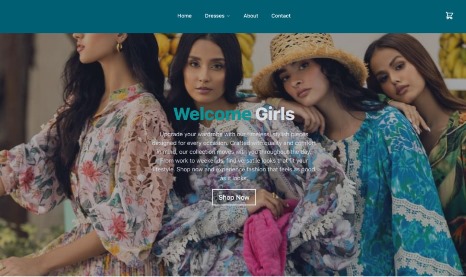 Home Dresses About Contact
Welcome Girls
Upgrade your wardrobe with our timeless, stylish pieces
designed for every occasion. Crafted with quality and comfort
in mind, our collection moves with you throughout the day.
From work to weekends, find versatile looks that fit your
lifestyle. Shop now and experience fashion that feels as good
as it looks.
Shop Now